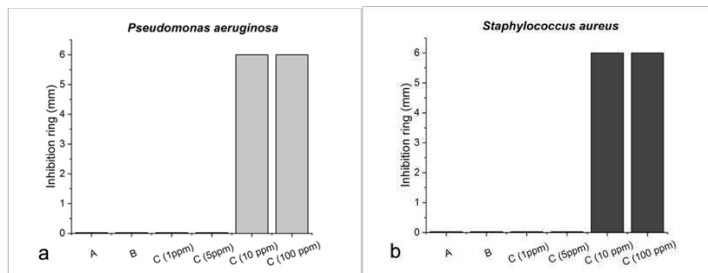 Pseudomonas aeruginosa
Inhibition ring (mm)
6
5
4
3
2
1
0
A
B
C (1ppm)
C (5ppm)
C (10 ppm)
C (100 ppm)
a
Staphylococcus aureus
Inhibition ring (mm)
6
5
4
3
2
1
0
A
B
C (1ppm)
C (5ppm)
C (10 ppm)
C (100 ppm)
b